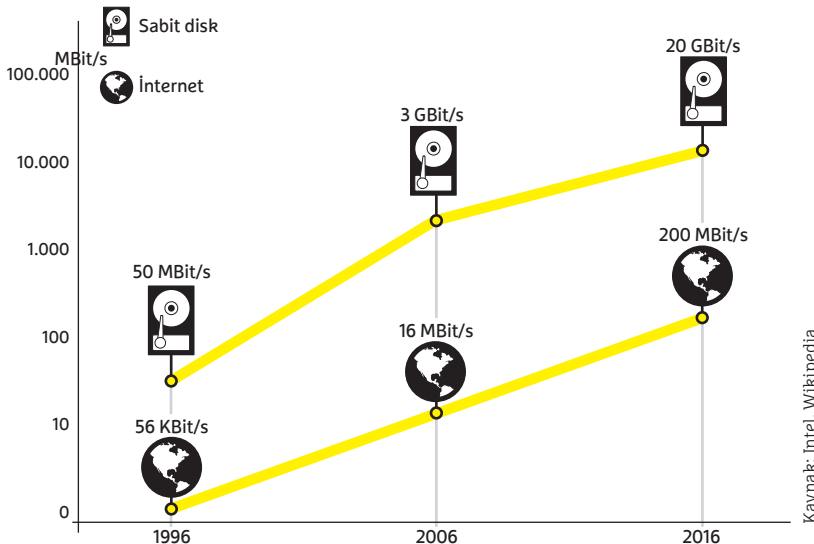 Sabit disk
MBit/s
İnternet
100.000
10.000
1.000
100
10
0
20 GBit/s
3 GBit/s
50 MBit/s
200 MBit/s
16 MBit/s
56 KBit/s
1996
2006
2016
Kaynak: Intel, Wikipedia